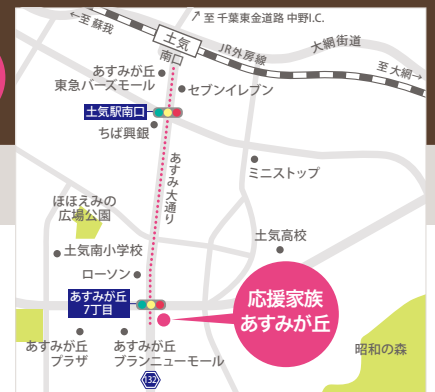 ↗至 千葉東金道路 中野I.C.
←至 蘇我
土気
南口
JR外房線
大網街道
至 大網→
あすみが丘
東急バーズモール
セブンイレブン
土気駅南口
ちば興銀
あすみ大通り
ミニストップ
ほほえみの
広場公園
土気南小学校
土気高校
ローソン
あすみが丘
7丁目
応援家族
あすみが丘
あすみが丘
プラザ
あすみが丘
ブランニューモール
昭和の森
132